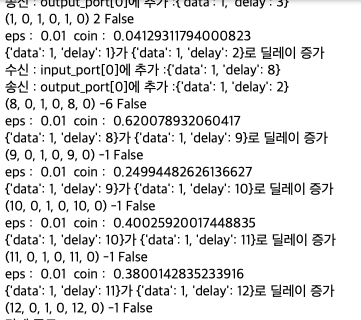 송신 : output_port[0]에 추가 :{'data': 1, 'delay': 3}
(1, 0, 1, 0, 1, 0) 2 False
eps : 0.01 coin : 0.04129311794000823
{'data': 1, 'delay': 1}가 {'data': 1, 'delay': 2}로 딜레이 증가
수신 : input_port[0]에 추가 :{'data': 1, 'delay': 8}
송신 : output_port[0]에 추가 :{'data': 1, 'delay': 2}
(8, 0, 1, 0, 8, 0) -6 False
eps : 0.01 coin : 0.620078932060417
{'data': 1, 'delay': 8}가 {'data': 1, 'delay': 9}로 딜레이 증가
(9, 0, 1, 0, 9, 0) -1 False
eps : 0.01 coin : 0.24994482626136627
{'data': 1, 'delay': 9}가 {'data': 1, 'delay': 10}로 딜레이 증가
(10, 0, 1, 0, 10, 0) -1 False
eps : 0.01 coin : 0.40025920017448835
{'data': 1, 'delay': 10}가 {'data': 1, 'delay': 11}로 딜레이 증가
(11, 0, 1, 0, 11, 0) -1 False
eps : 0.01 coin : 0.3800142835233916
{'data': 1, 'delay': 11}가 {'data': 1, 'delay': 12}로 딜레이 증가
(12, 0, 1, 0, 12, 0) -1 False